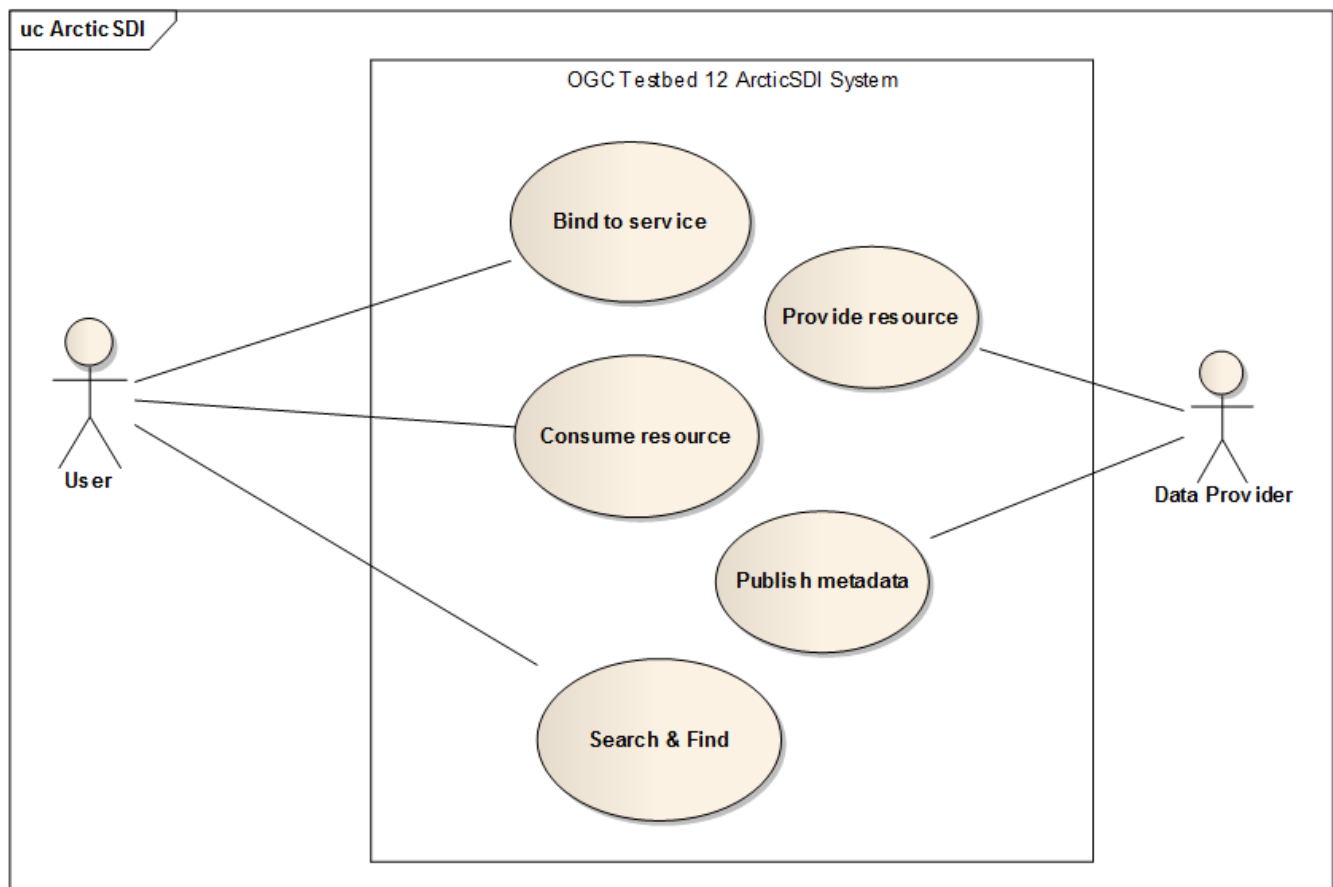 uc ArcticSDI
OGC Testbed 12 ArcticSDI System
Bind to service
Provide resource
Consume resource
User
Data Provider
Publish metadata
Search & Find